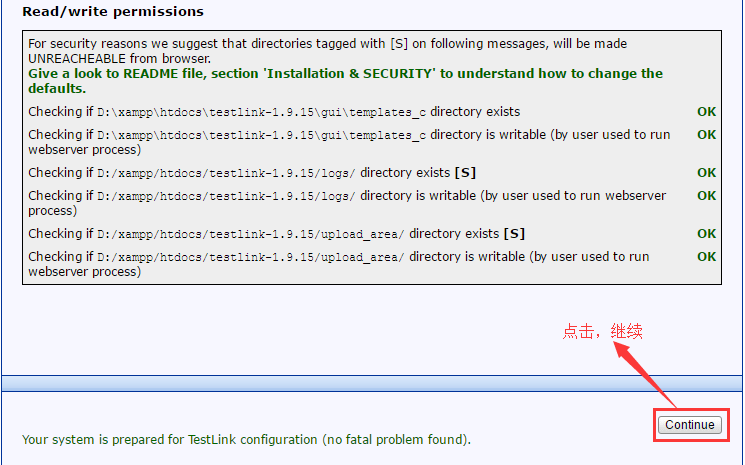 Read/write permissions
For security reasons we suggest that directories tagged with [S] on following messages, will be made
UNREACHEABLE from browser.
Give a look to README file, section 'Installation & SECURITY' to understand how to change the
defaults.
Checking if D:\xampp\htdocs\testlink-1.9.15\gui\templates_c directory exists OK
Checking if D:\xampp\htdocs\testlink-1.9.15\gui\templates_c directory is writable (by user used to run OK
webserver process)
Checking if D:/xampp/htdocs/testlink-1.9.15/logs/ directory exists [S] OK
Checking if D:/xampp/htdocs/testlink-1.9.15/logs/ directory is writable (by user used to run webserver OK
process)
Checking if D:/xampp/htdocs/testlink-1.9.15/upload_area/ directory exists [S] OK
Checking if D:/xampp/htdocs/testlink-1.9.15/upload_area/ directory is writable (by user used to run OK
webserver process)
点击，继续
Continue
Your system is prepared for TestLink configuration (no fatal problem found).